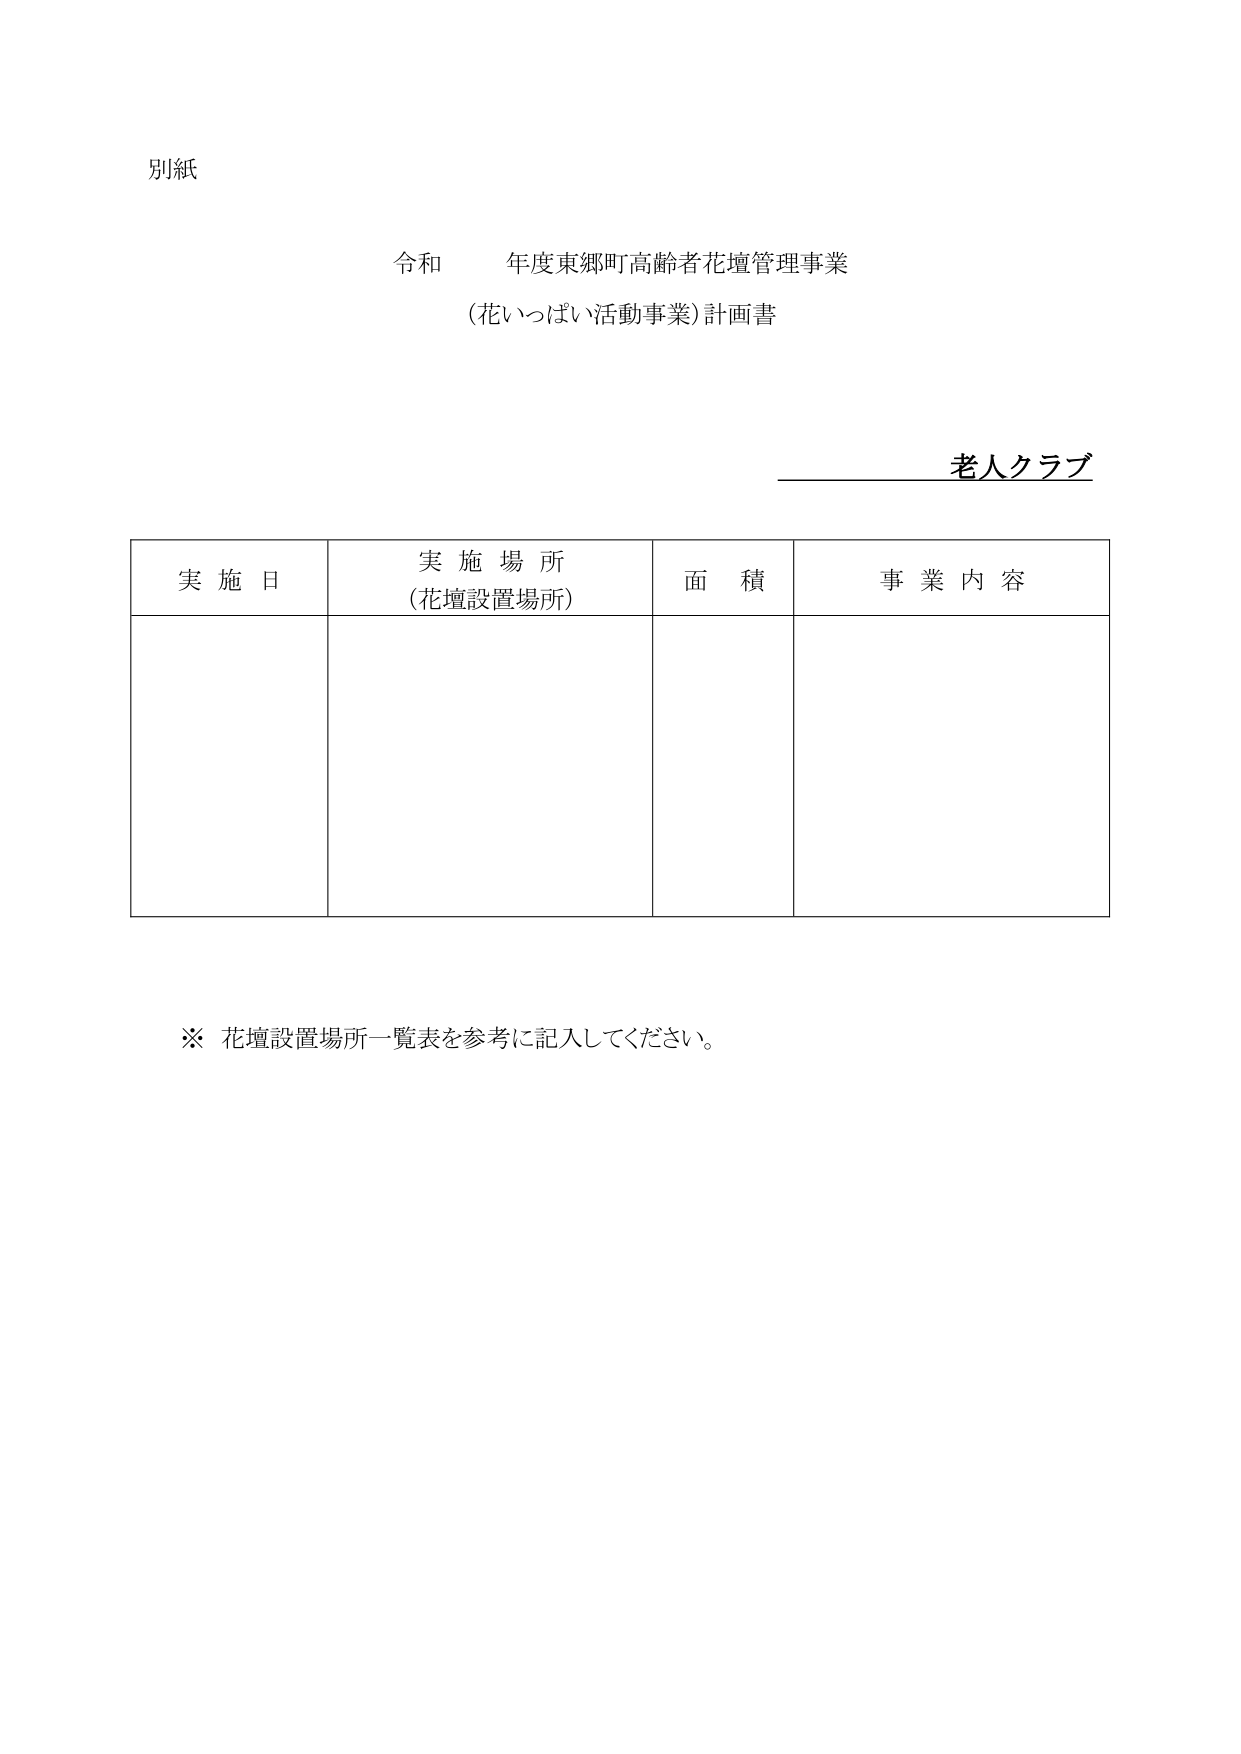 別紙
令和　　年度東郷町高齢者花壇管理事業
（花いっぱい活動事業）計画書
老人クラブ
実 施 日
実 施 場 所
（花壇設置場所）
面　積
事 業 内 容
※ 花壇設置場所一覧表を参考に記入してください。